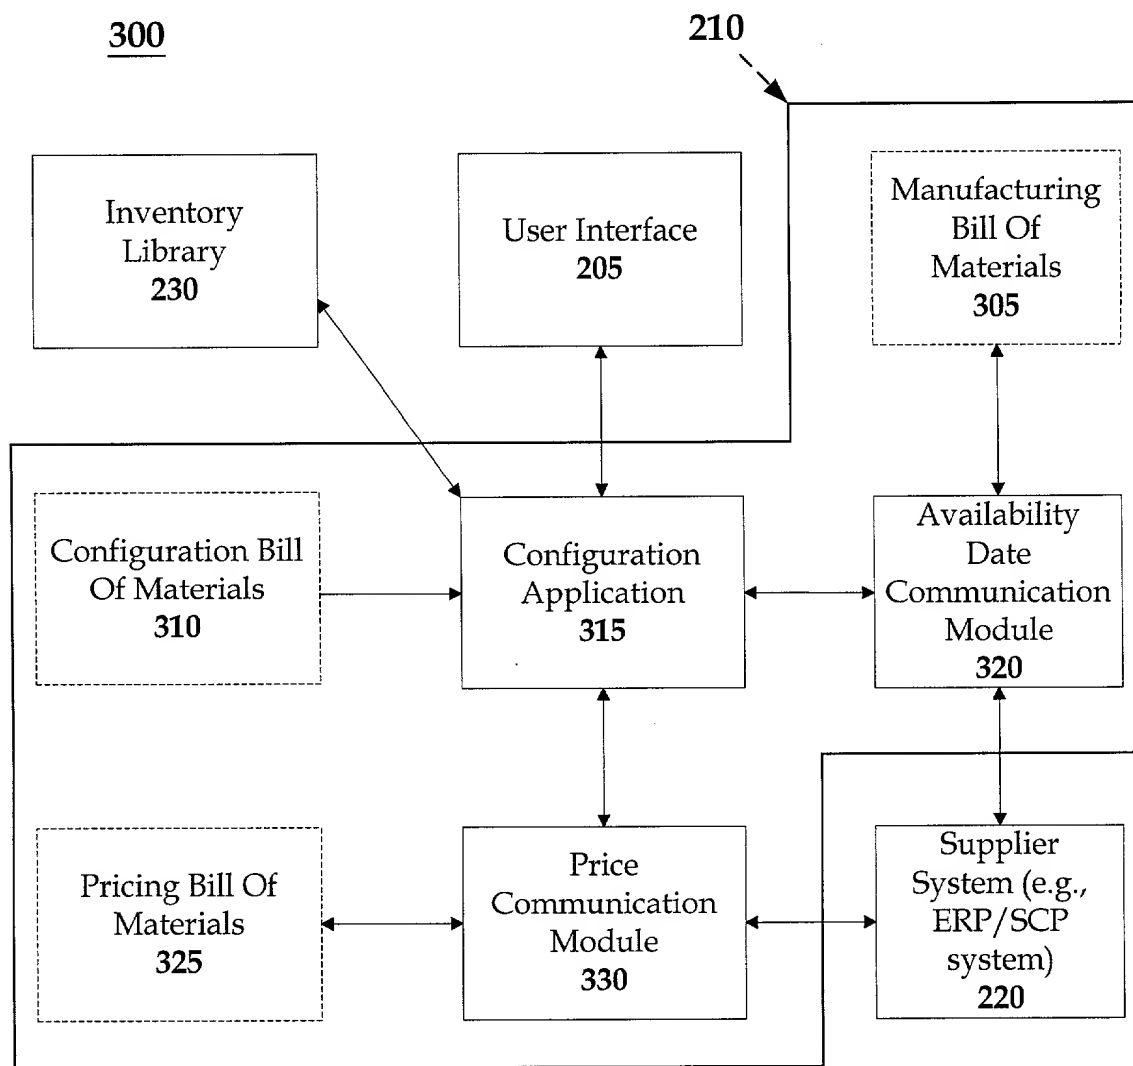 300
210
Inventory
Library
230
User Interface
205
Manufacturing
Bill Of
Materials
305
Configuration Bill
Of Materials
310
Configuration
Application
315
Availability
Date
Communication
Module
320
Pricing Bill Of
Materials
325
Price
Communication
Module
330
Supplier
System (e.g.,
ERP/SCP
system)
220